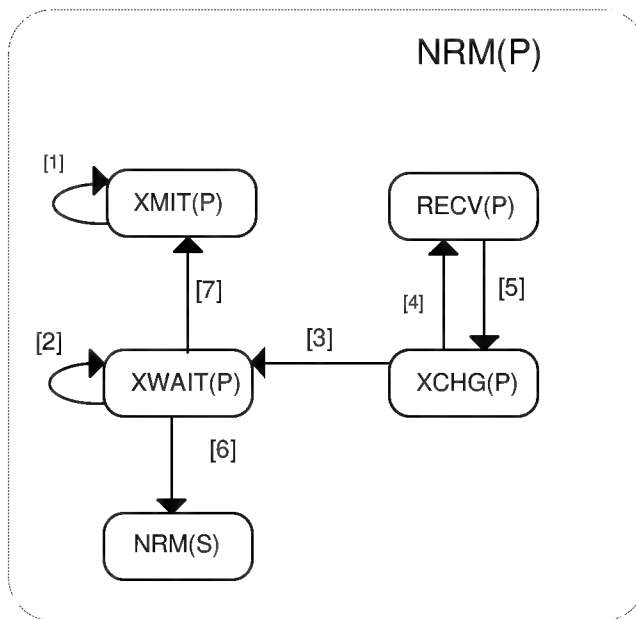 NRM(P)
[1]
XMIT(P)
RECV(P)
[7]
[4]
[5]
[2]
[3]
XWAIT(P)
XCHG(P)
[6]
NRM(S)